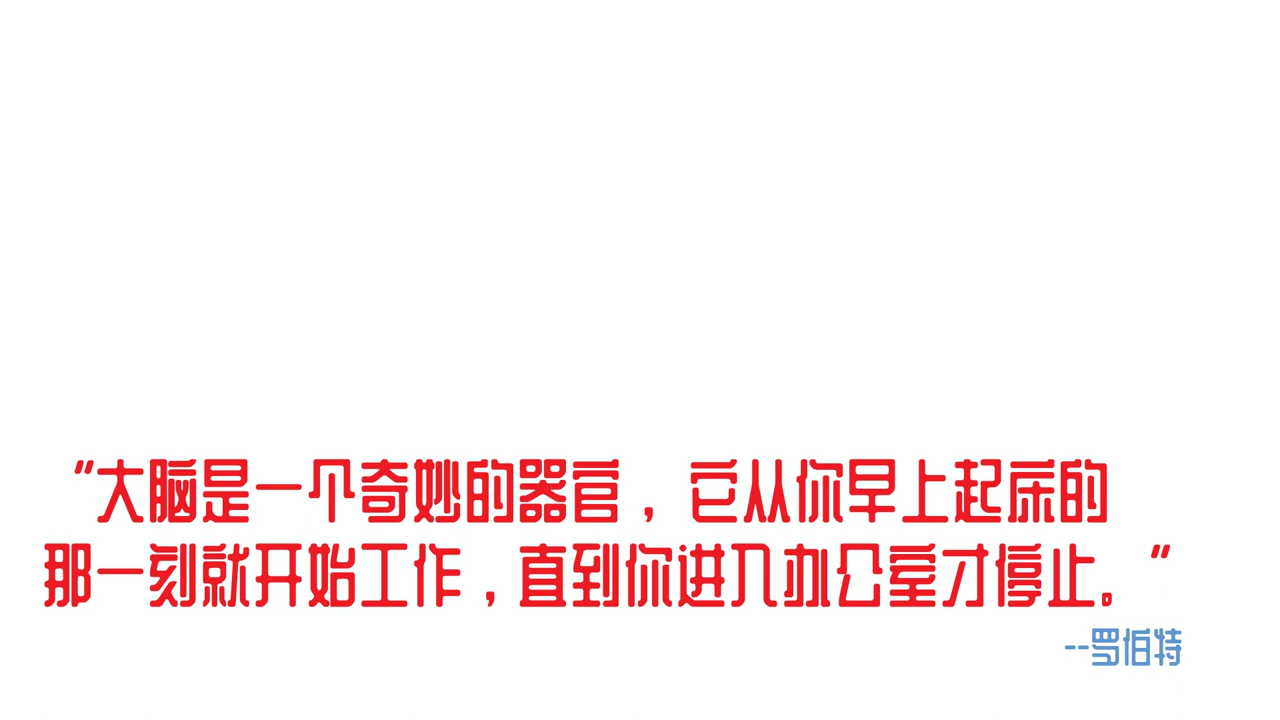 “大脑是一个奇妙的器官，它从你早上起床的
那一刻就开始工作，直到你进入办公室才停止。”
--罗伯特